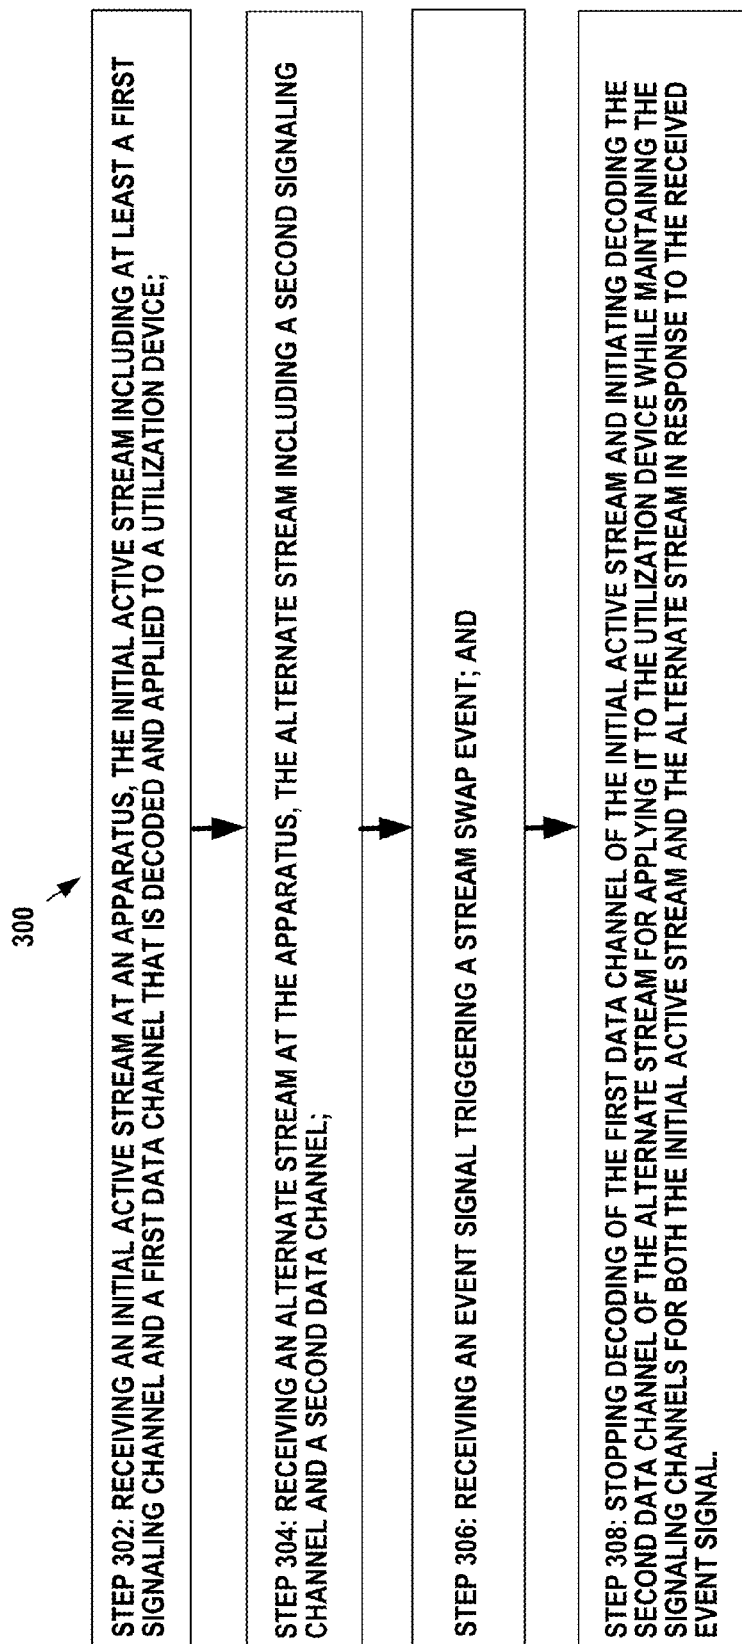 300
STEP 302: RECEIVING AN INITIAL ACTIVE STREAM AT AN APPARATUS, THE INITIAL ACTIVE STREAM INCLUDING AT LEAST A FIRST
SIGNALING CHANNEL AND A FIRST DATA CHANNEL THAT IS DECODED AND APPLIED TO A UTILIZATION DEVICE;
STEP 304: RECEIVING AN ALTERNATE STREAM AT THE APPARATUS, THE ALTERNATE STREAM INCLUDING A SECOND SIGNALING
CHANNEL AND A SECOND DATA CHANNEL;
STEP 306: RECEIVING AN EVENT SIGNAL TRIGGERING A STREAM SWAP EVENT; AND
STEP 308: STOPPING DECODING OF THE FIRST DATA CHANNEL OF THE INITIAL ACTIVE STREAM AND INITIATING DECODING THE
SECOND DATA CHANNEL OF THE ALTERNATE STREAM FOR APPLYING IT TO THE UTILIZATION DEVICE WHILE MAINTAINING THE
SIGNALING CHANNELS FOR BOTH THE INITIAL ACTIVE STREAM AND THE ALTERNATE STREAM IN RESPONSE TO THE RECEIVED
EVENT SIGNAL.